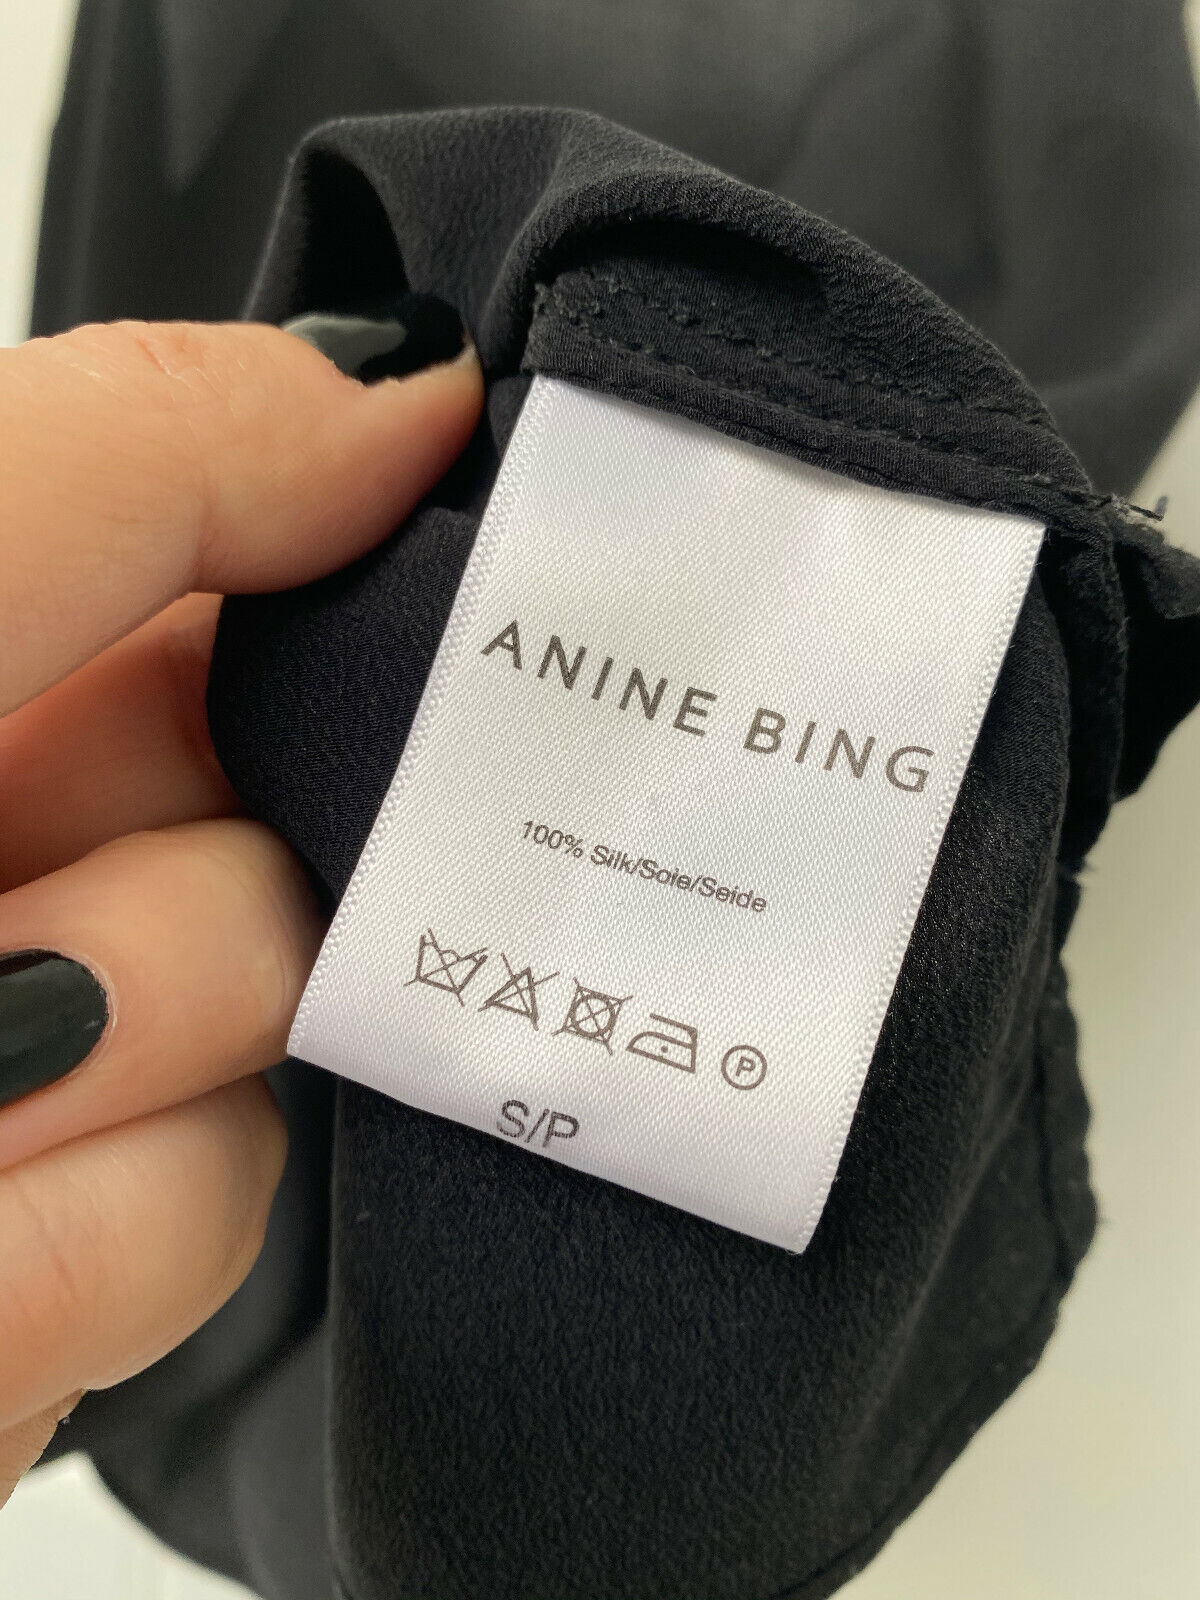 ANINE BING
100% Silk/Soie/Seide
P
S/P